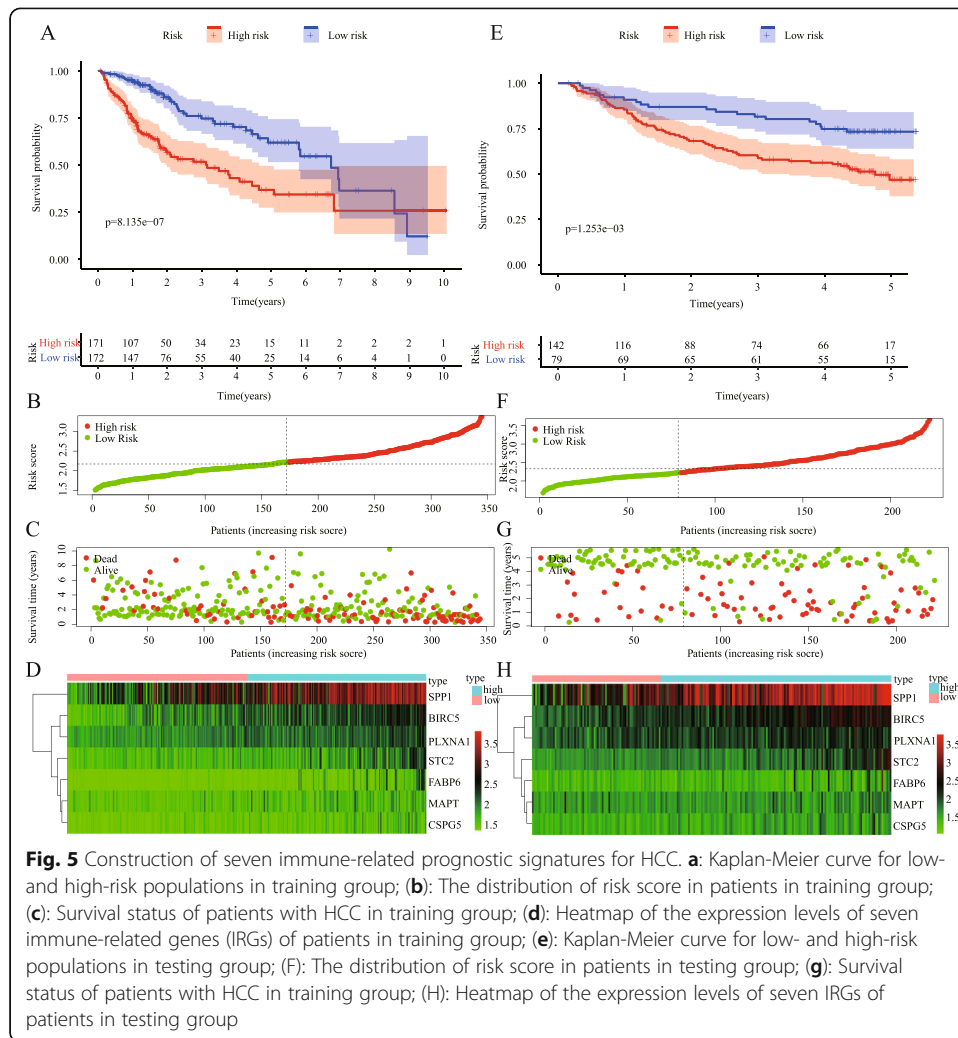 A
Risk High risk Low risk
Survival probability
1.00
0.75
0.50
0.25
0.00
p=8.135e−07
0 1 2 3 4 5 6 7 8 9 10
Time(years)
Risk
High risk 171 107 50 34 23 15 11 2 2 2 1
Low risk 172 147 76 55 40 25 14 6 4 1 0
0 1 2 3 4 5 6 7 8 9 10
Time(years)
E
Risk High risk Low risk
Survival probability
1.00
0.75
0.50
0.25
0.00
p=1.253e−03
0 1 2 3 4 5
Time(years)
Risk
High risk 142 116 88 74 66 17
Low risk 79 69 65 61 55 15
0 1 2 3 4 5
Time(years)
B
Risk score
3.0
2.5
2.0
1.5
High risk
Low Risk
0 50 100 150 200 250 300 350
Patients (increasing risk socre)
F
Risk score
3.5
3.0
2.5
2.0
High risk
Low Risk
0 50 100 150 200
Patients (increasing risk socre)
C
Survival time (years)
10
8
6
4
2
0
Dead
Alive
0 50 100 150 200 250 300 350
Patients (increasing risk socre)
G
Survival time (years)
5
4
3
2
1
0
Dead
Alive
0 50 100 150 200
Patients (increasing risk socre)
D
type type
high
low
SPP1
BIRC5
PLXNA1
STC2
FABP6
MAPT
CSPG5
3.5
3
2.5
2
1.5
H
type type
high
low
SPP1
BIRC5
PLXNA1
STC2
FABP6
MAPT
CSPG5
3.5
3
2.5
2
1.5
Fig. 5 Construction of seven immune-related prognostic signatures for HCC. a: Kaplan-Meier curve for low-
and high-risk populations in training group; (b): The distribution of risk score in patients in training group;
(c): Survival status of patients with HCC in training group; (d): Heatmap of the expression levels of seven
immune-related genes (IRGs) of patients in training group; (e): Kaplan-Meier curve for low- and high-risk
populations in testing group; (F): The distribution of risk score in patients in testing group; (g): Survival
status of patients with HCC in training group; (H): Heatmap of the expression levels of seven IRGs of
patients in testing group